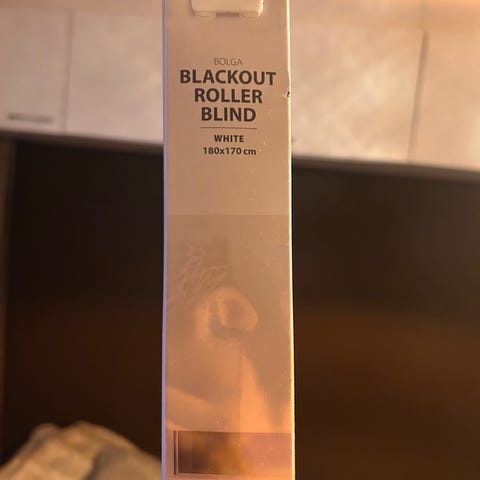 BOLGA
BLACKOUT
ROLLER
BLIND
WHITE
180x170 cm